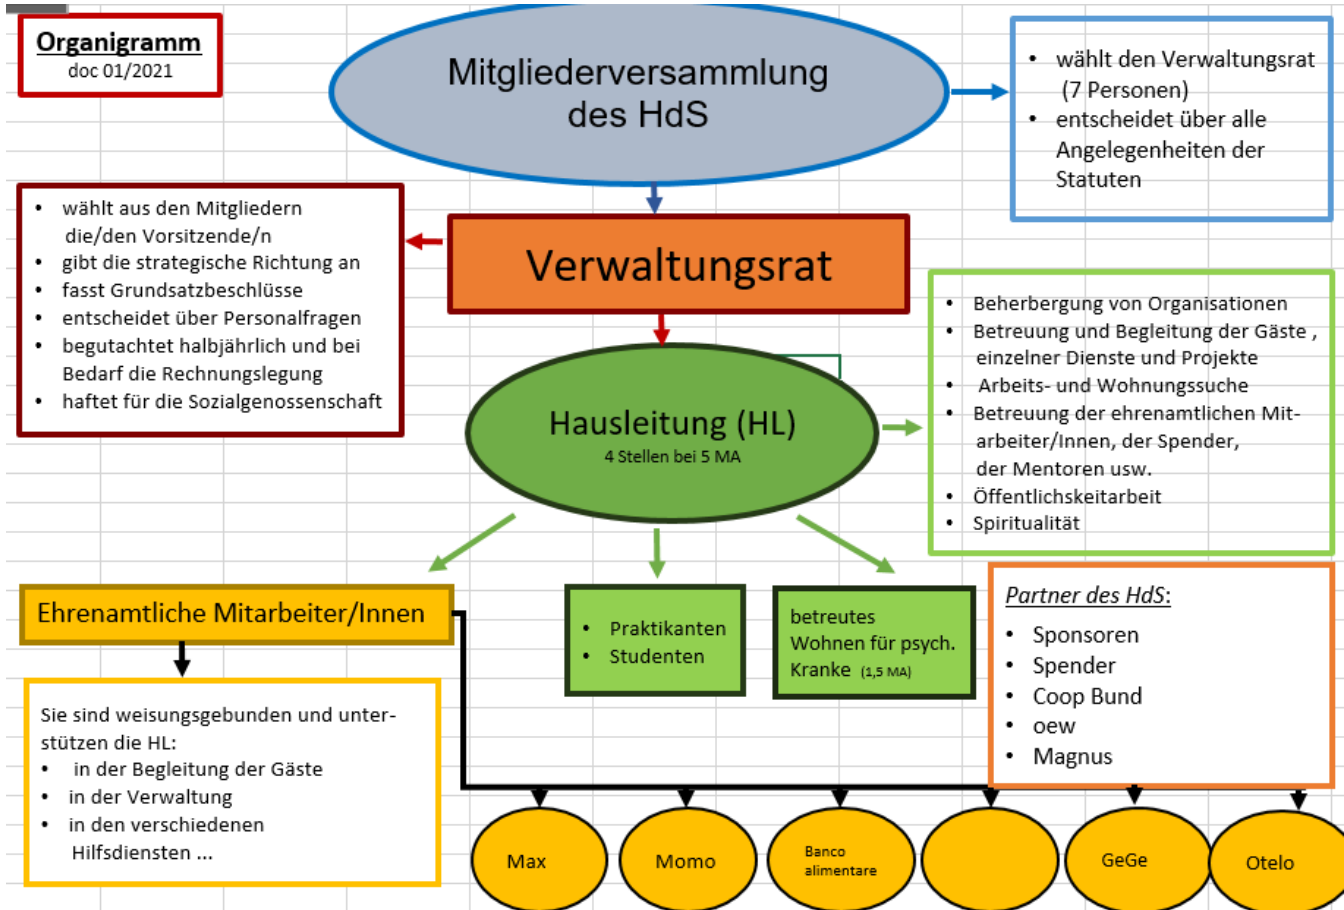 Organigramm
doc 01/2021
Mitgliederversammlung
des HdS
• wählt den Verwaltungsrat
(7 Personen)
• entscheidet über alle
Angelegenheiten der
Statuten
• wählt aus den Mitgliedern
die/den Vorsitzende/n
• gibt die strategische Richtung an
• fasst Grundsatzbeschlüsse
• entscheidet über Personalfragen
• begutachtet halbjährlich und bei
Bedarf die Rechnungslegung
• haftet für die Sozialgenossenschaft
Verwaltungsrat
Hausleitung (HL)
4 Stellen bei 5 MA
• Beherbergung von Organisationen
• Betreuung und Begleitung der Gäste ,
einzelner Dienste und Projekte
• Arbeits- und Wohnungssuche
• Betreuung der ehrenamtlichen Mit-
arbeiter/Innen, der Spender,
der Mentoren usw.
• Öffentlichskeitarbeit
• Spiritualität
Ehrenamtliche Mitarbeiter/Innen
• Praktikanten
• Studenten
betreutes
Wohnen für psych.
Kranke (1,5 MA)
Partner des HdS:
• Sponsoren
• Spender
• Coop Bund
• oew
• Magnus
Sie sind weisungsgebunden und unter-
stützen die HL:
• in der Begleitung der Gäste
• in der Verwaltung
• in den verschiedenen
Hilfsdiensten ...
Max
Momo
Banco
alimentare
GeGe
Otelo